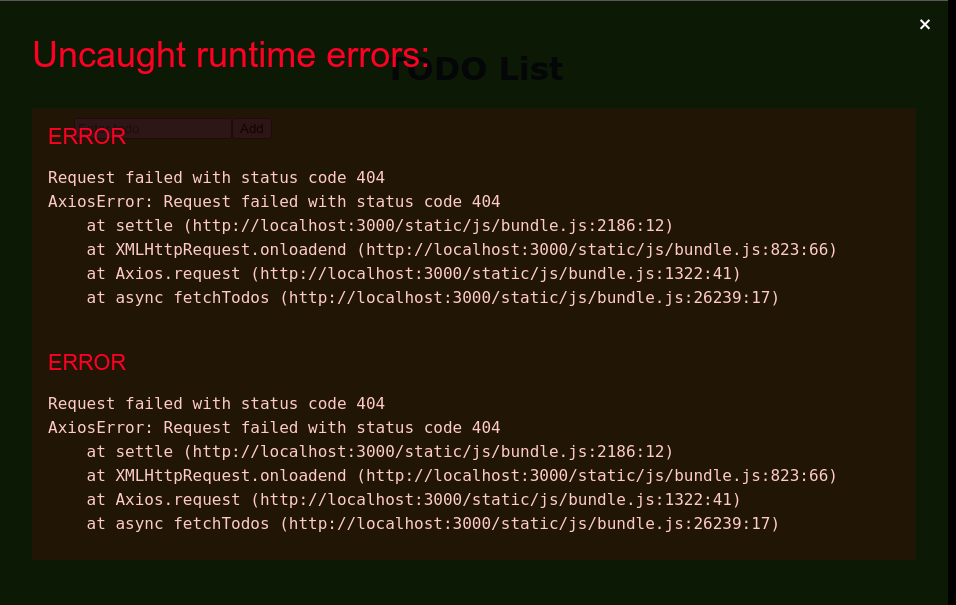 ×
Uncaught runtime errors:
TODO List
Add
ERROR
Request failed with status code 404
AxiosError: Request failed with status code 404
    at settle (http://localhost:3000/static/js/bundle.js:2186:12)
    at XMLHttpRequest.onloadend (http://localhost:3000/static/js/bundle.js:823:66)
    at Axios.request (http://localhost:3000/static/js/bundle.js:1322:41)
    at async fetchTodos (http://localhost:3000/static/js/bundle.js:26239:17)
ERROR
Request failed with status code 404
AxiosError: Request failed with status code 404
    at settle (http://localhost:3000/static/js/bundle.js:2186:12)
    at XMLHttpRequest.onloadend (http://localhost:3000/static/js/bundle.js:823:66)
    at Axios.request (http://localhost:3000/static/js/bundle.js:1322:41)
    at async fetchTodos (http://localhost:3000/static/js/bundle.js:26239:17)